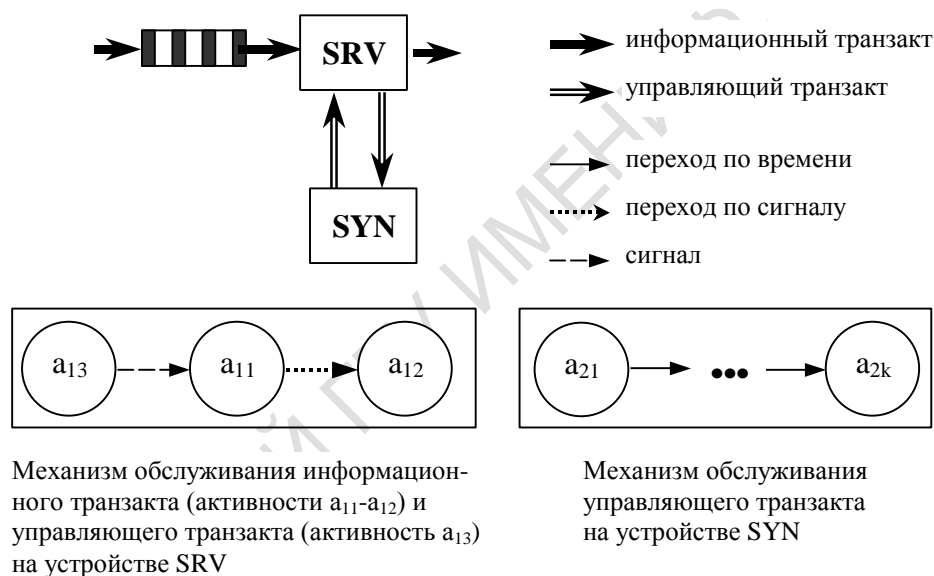 SRV
SYN
информационный транзакт
управляющий транзакт
переход по времени
переход по сигналу
сигнал
a13
a11
a12
a21
a2k
Механизм обслуживания информацион-
ного транзакта (активности a11-a12) и
управляющего транзакта (активность a13)
на устройстве SRV
Механизм обслуживания
управляющего транзакта
на устройстве SYN
ИМЕН